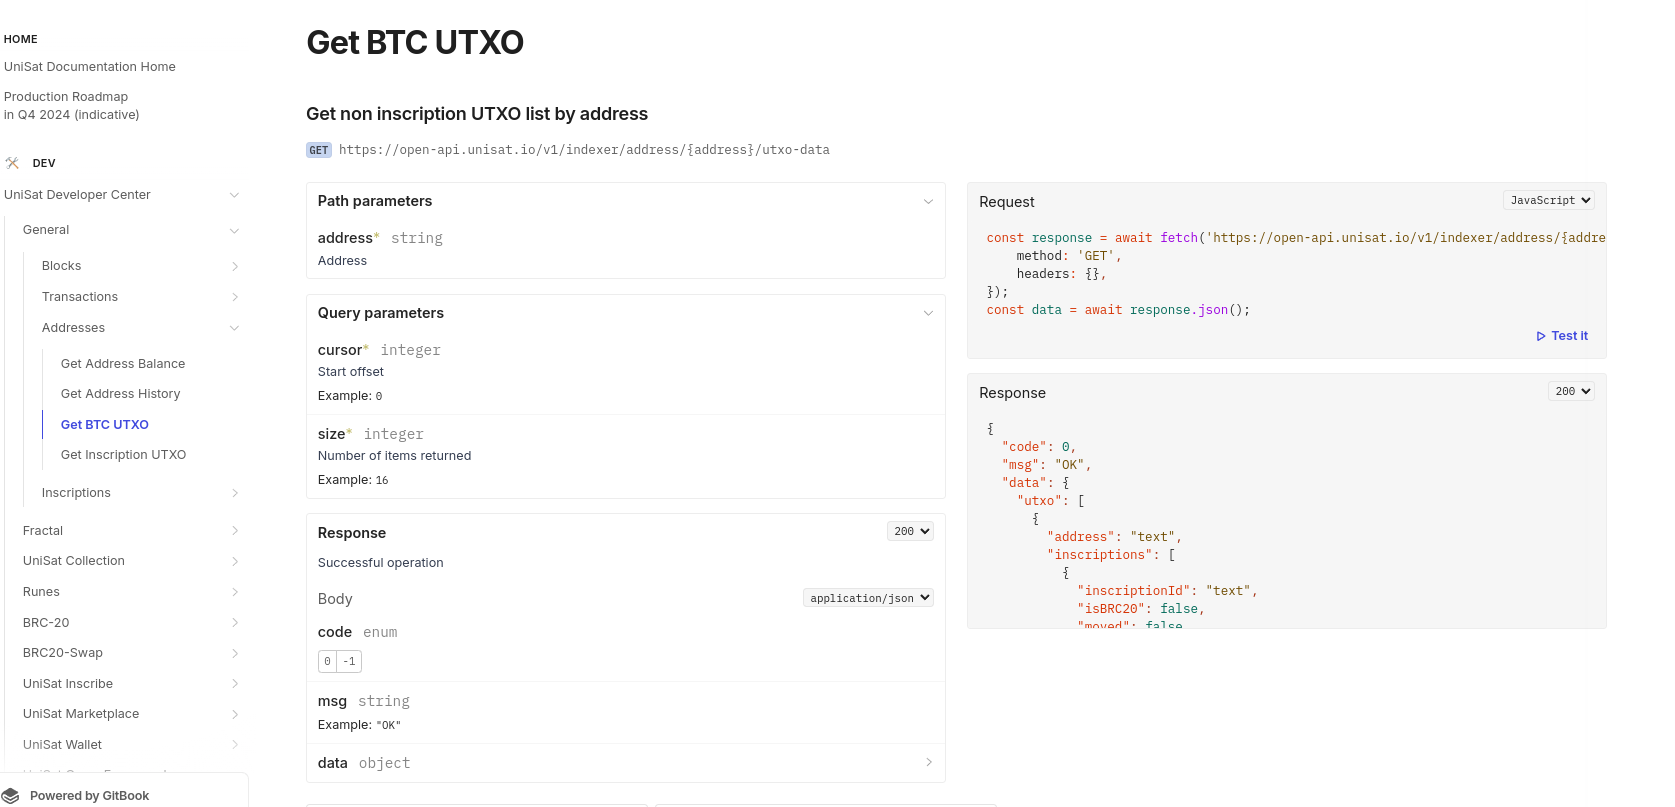 HOME
UniSat Documentation Home
Production Roadmap
in Q4 2024 (indicative)
DEV
UniSat Developer Center
General
Blocks
Transactions
Addresses
Get Address Balance
Get Address History
Get BTC UTXO
Get Inscription UTXO
Inscriptions
Fractal
UniSat Collection
Runes
BRC-20
BRC20-Swap
UniSat Inscribe
UniSat Marketplace
UniSat Wallet
Powered by GitBook
Get BTC UTXO
Get non inscription UTXO list by address
GET https://open-api.unisat.io/v1/indexer/address/{address}/utxo-data
Path parameters
address* string
Address
Query parameters
cursor* integer
Start offset
Example: 0
size* integer
Number of items returned
Example: 16
Response 200
Successful operation
Body application/json
code enum
0 -1
msg string
Example: "OK"
data object
Request JavaScript
const response = await fetch('https://open-api.unisat.io/v1/indexer/address/{addre
method: 'GET',
headers: {},
});
const data = await response.json();
Test it
Response 200
{
"code": 0,
"msg": "OK",
"data": {
"utxo": [
{
"address": "text",
"inscriptions": [
{
"inscriptionId": "text",
"isBRC20": false,
"moved": false